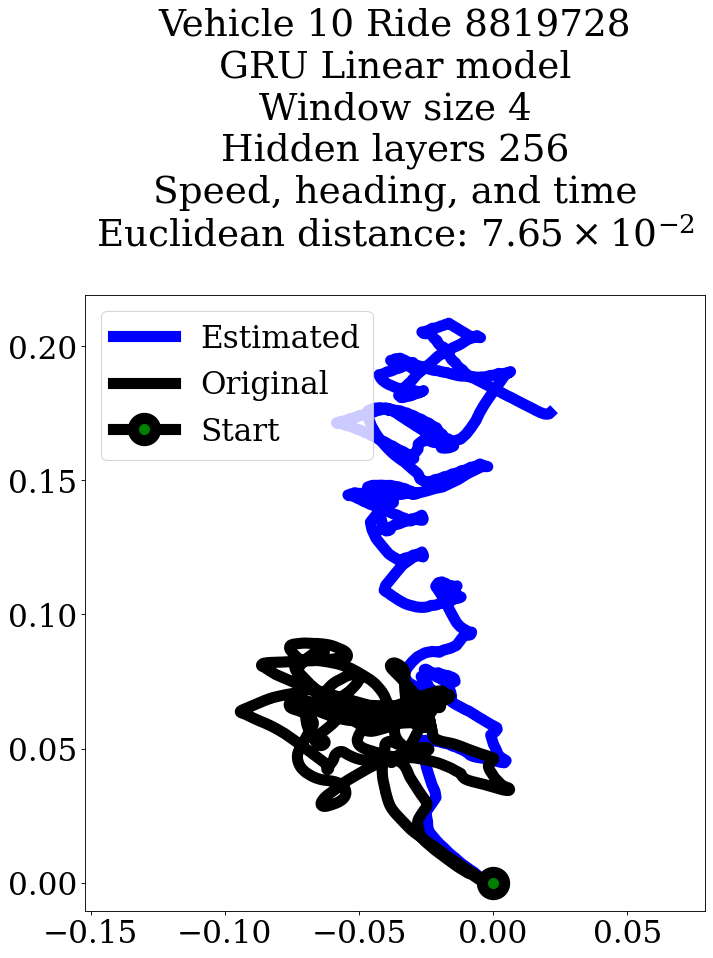 Vehicle 10 Ride 8819728
GRU Linear model
Window size 4
Hidden layers 256
Speed, heading, and time
Euclidean distance: 7.65 × 10⁻²
Estimated
Original
Start
0.20
0.15
0.10
0.05
0.00
−0.15 −0.10 −0.05 0.00 0.05